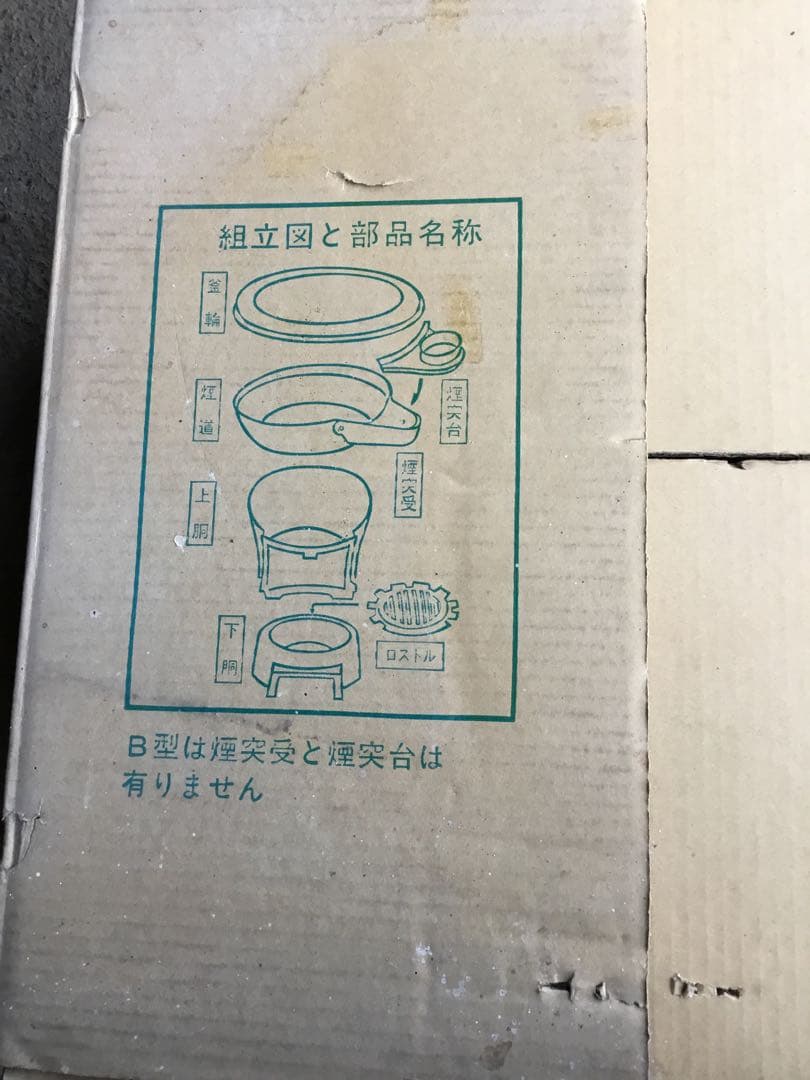 組立図と部品名称
釜輪
煙道
煙突台
煙突受
上胴
下胴
ロストル
B型は煙突受と煙突台は
有りません